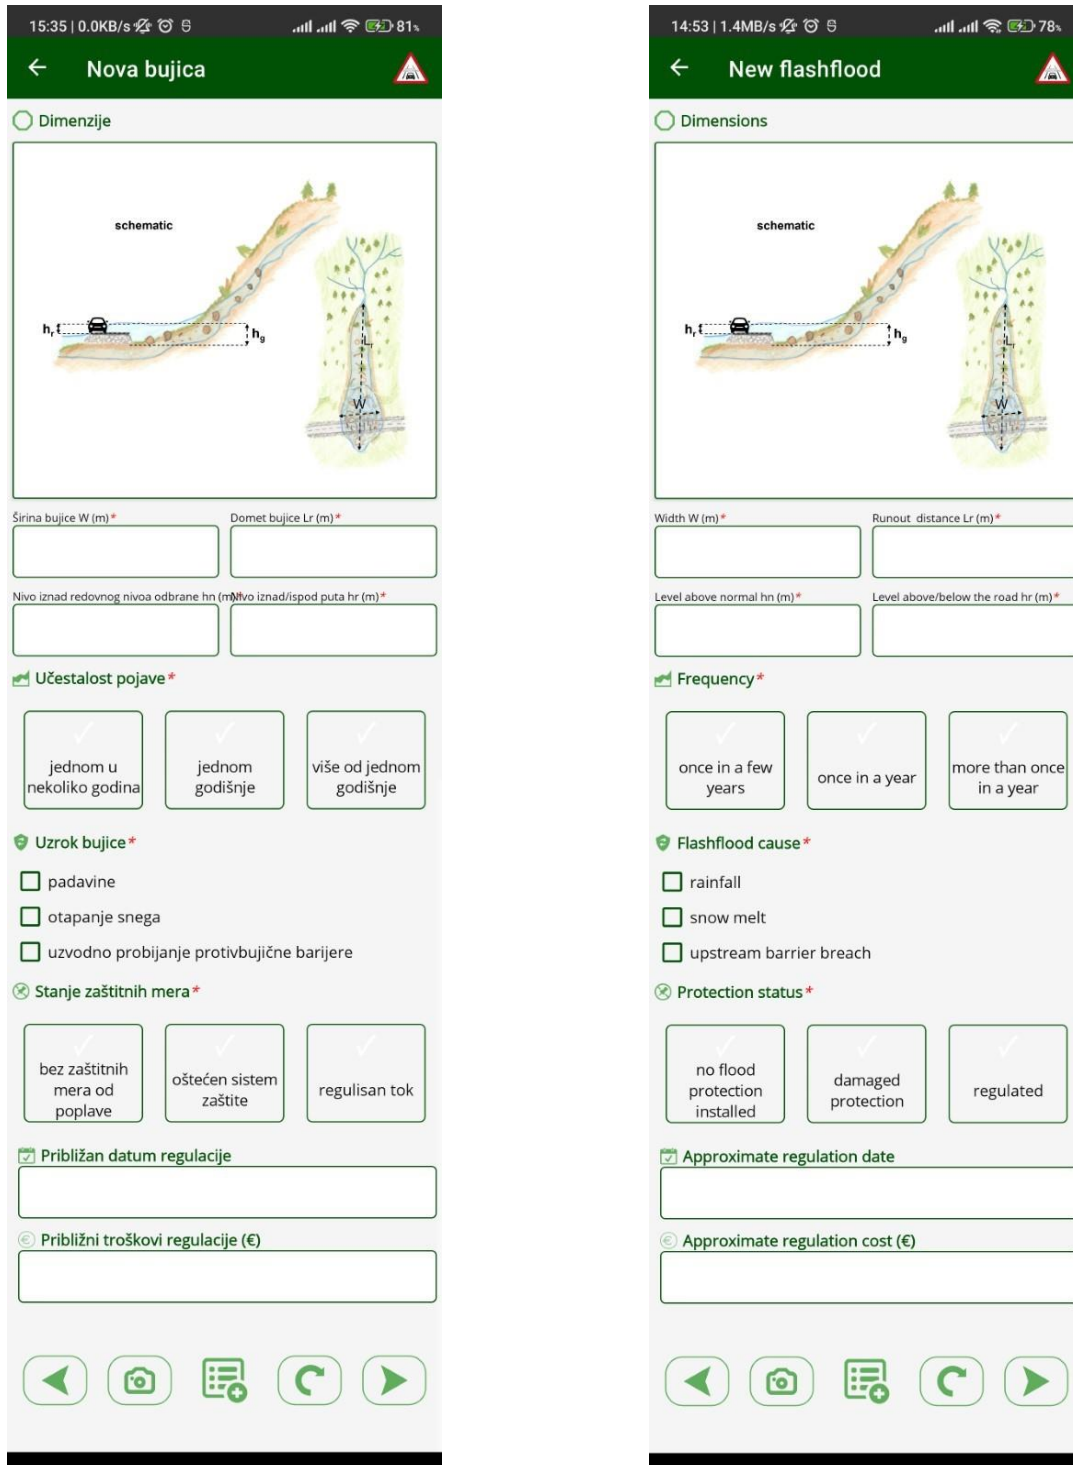 15:35 | 0.0KB/s 81%
Nova bujica
Dimenzije
schematic
hr
hg
Lr
W
Širina bujice W (m)*
Domet bujice Lr (m)*
Nivo iznad redovnog nivoa odbrane hn (m)*
Nivo iznad/ispod puta hr (m)*
Učestalost pojave*
jednom u
nekoliko godina
jednom
godišnje
više od jednom
godišnje
Uzrok bujice*
padavine
otapanje snega
uzvodno probijanje protivbujične barijere
Stanje zaštitnih mera*
bez zaštitnih
mera od
poplave
oštećen sistem
zaštite
regulisan tok
Približan datum regulacije
Približni troškovi regulacije (€)
14:53 | 1.4MB/s 78%
New flashflood
Dimensions
schematic
hr
hg
Lr
W
Width W (m)*
Runout distance Lr (m)*
Level above normal hn (m)*
Level above/below the road hr (m)*
Frequency*
once in a few
years
once in a year
more than once
in a year
Flashflood cause*
rainfall
snow melt
upstream barrier breach
Protection status*
no flood
protection
installed
damaged
protection
regulated
Approximate regulation date
Approximate regulation cost (€)